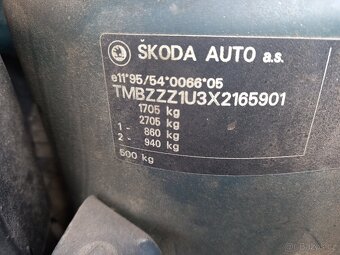 ŠKODA AUTO a.s.
e11*95/54*0066*05
TMBZZZ1U3X2165901
1705 kg
2705 kg
1 - 860 kg
2 - 940 kg
500 kg